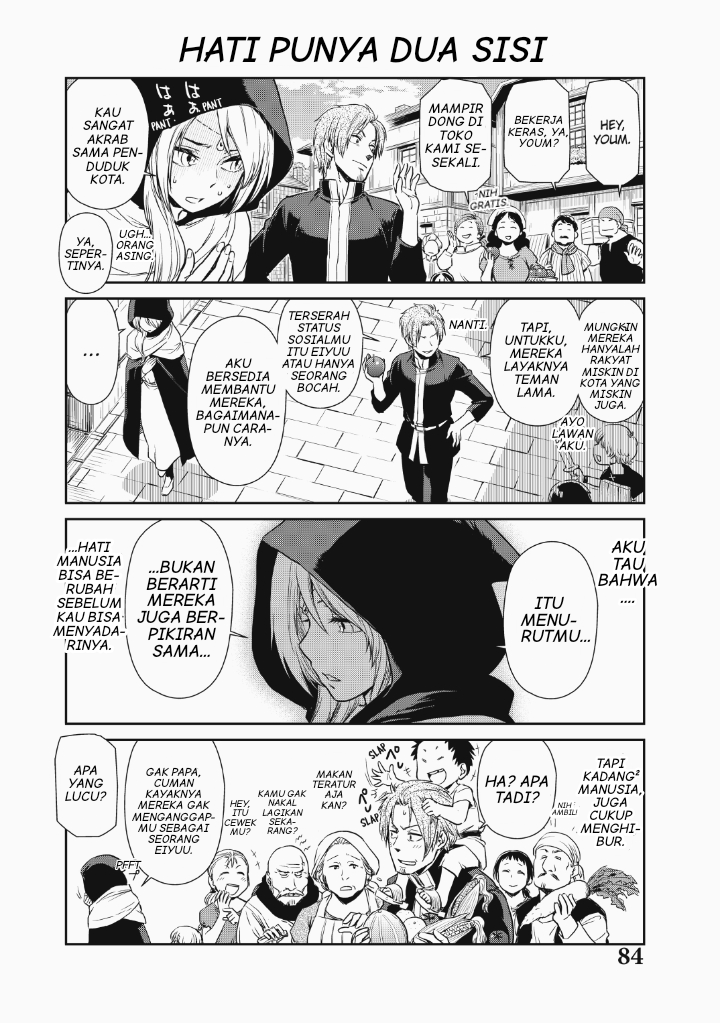 HATI PUNYA DUA SISI
HEY,
YOUM.
BEKERJA
KERAS, YA,
YOUM?
MAMPIR
DONG DI
TOKO
KAMI SE-
SEKALI.
NIH
GRATIS.
はぁ
はぁ
PANT
PANT
KAU
SANGAT
AKRAB
SAMA PEN-
DUDUK
KOTA.
UGH...
ORANG
ASING.
YA,
SEPER-
TINYA.
MUNGKIN
MEREKA
HANYALAH
RAKYAT
MISKIN DI
KOTA YANG
MISKIN
JUGA.
TAPI,
UNTUKKU,
MEREKA
LAYAKNYA
TEMAN
LAMA.
AYO
LAWAN
AKU.
NANTI.
TERSERAH
STATUS
SOSIALMU
ITU EIYUU
ATAU HANYA
SEORANG
BOCAH.
AKU
BERSEDIA
MEMBANTU
MEREKA,
BAGAIMANA-
PUN CARA-
NYA.
...
AKU
TAU
BAHWA
....
ITU
MENU-
RUTMU...
...BUKAN
BERARTI
MEREKA
JUGA BER-
PIKIRAN
SAMA...
...HATI
MANUSIA
BISA BE-
RUBAH
SEBELUM
KAU BISA
MENYADA-
RINYA.
TAPI
KADANG²
MANUSIA,
JUGA
CUKUP
MENGHI-
BUR.
NIH
AMBIL!
HA? APA
TADI?
SLAP
ペし
ペし
SLAP
MAKAN
TERATUR
AJA
KAN?
KAMU GAK
NAKAL
LAGIKAN
SEKA-
RANG?
HEY,
ITU
CEWEK
MU?
GAK PAPA,
CUMAN
KAYAKNYA
MEREKA GAK
MENGANGGAP-
MU SEBAGAI
SEORANG
EIYUU.
PFFT
APA
YANG
LUCU?
84